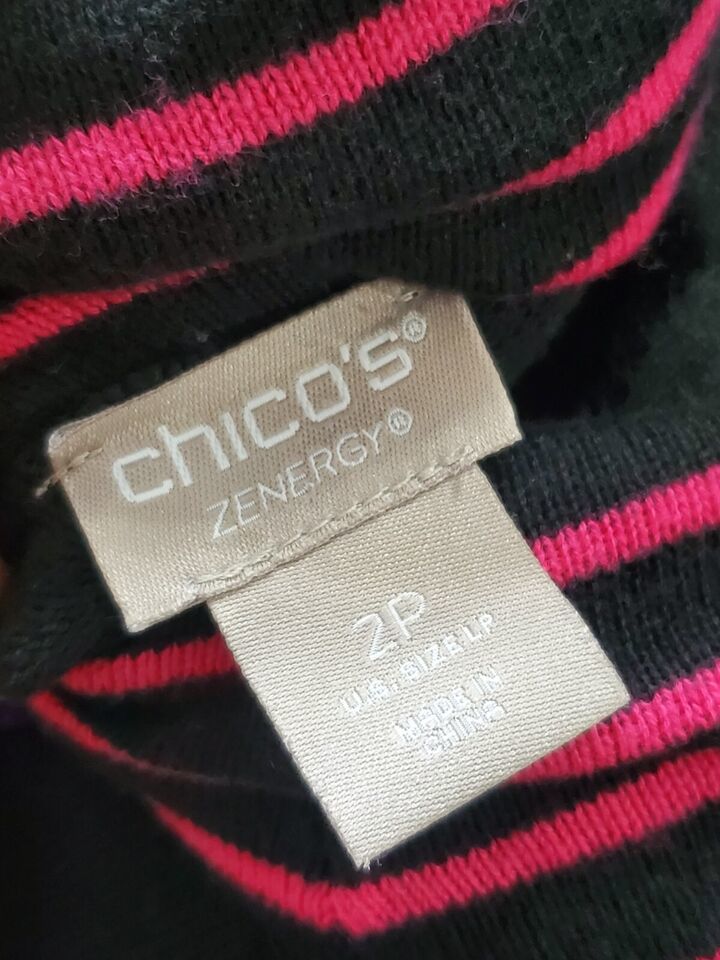 chico's®
ZENERGY®
2P
U.S. SIZE LP
MADE IN
CHINA